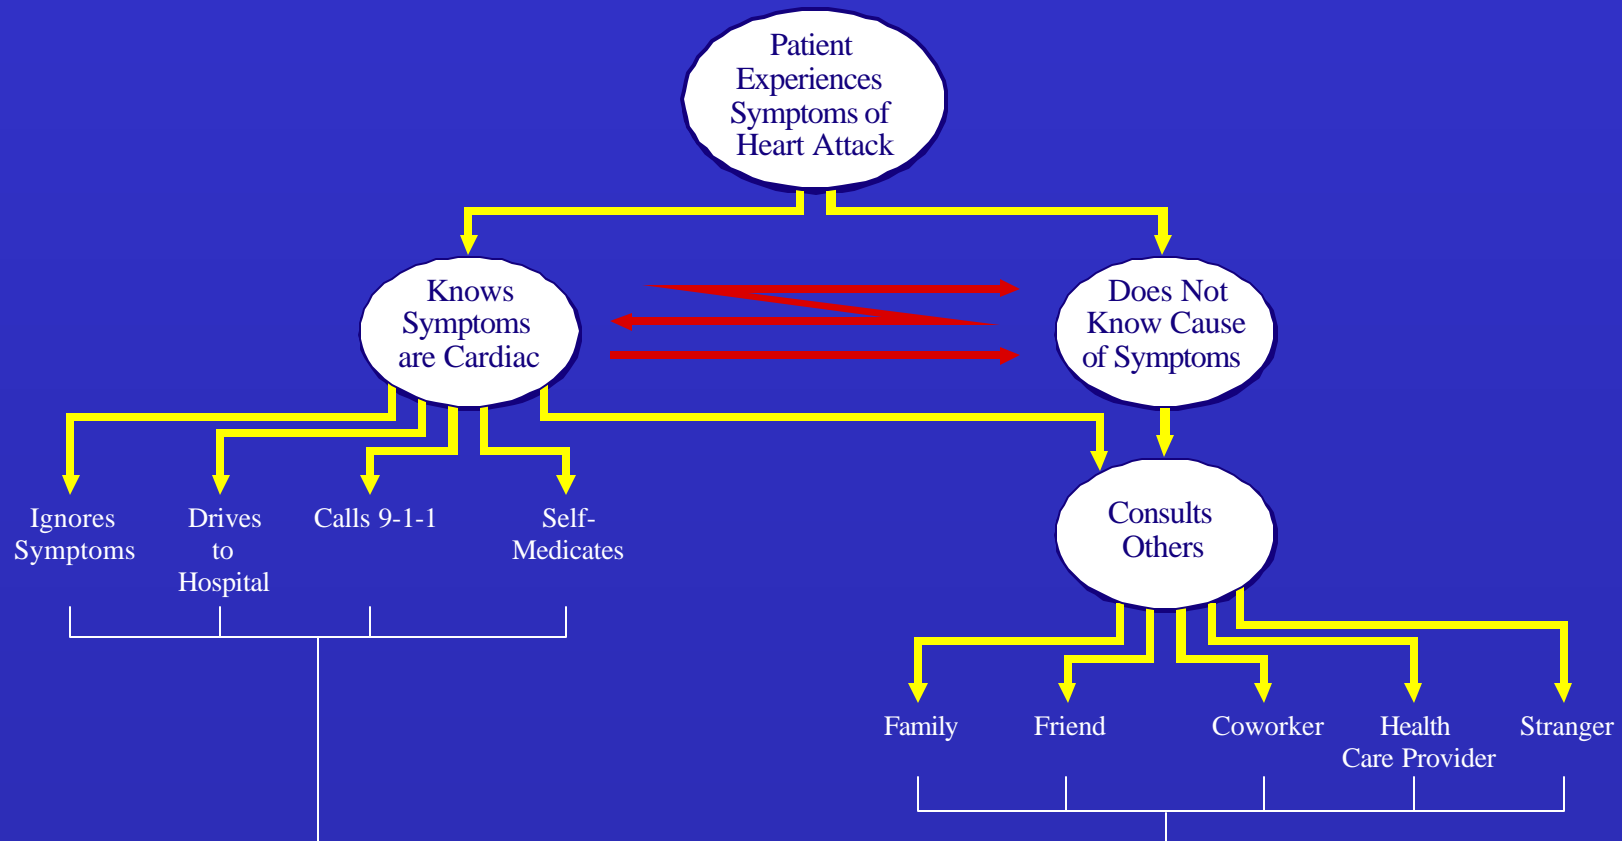 Patient
Experiences
Symptoms of
Heart Attack
Knows
Symptoms
are Cardiac
Does Not
Know Cause
of Symptoms
Ignores
Symptoms
Drives
to
Hospital
Calls 9-1-1
Self-
Medicates
Consults
Others
Family
Friend
Coworker
Health
Care Provider
Stranger